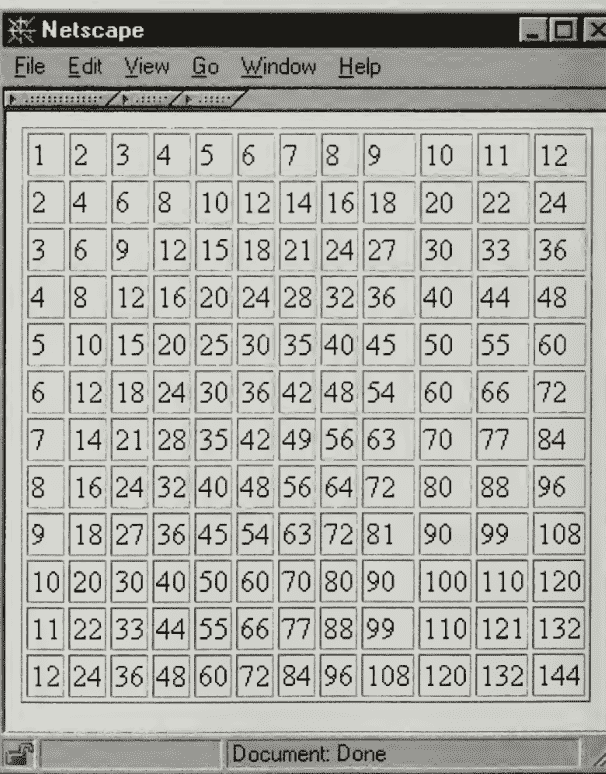 Netscape
File Edit View Go Window Help
1 2 3 4 5 6 7 8 9 10 11 12
2 4 6 8 10 12 14 16 18 20 22 24
3 6 9 12 15 18 21 24 27 30 33 36
4 8 12 16 20 24 28 32 36 40 44 48
5 10 15 20 25 30 35 40 45 50 55 60
6 12 18 24 30 36 42 48 54 60 66 72
7 14 21 28 35 42 49 56 63 70 77 84
8 16 24 32 40 48 56 64 72 80 88 96
9 18 27 36 45 54 63 72 81 90 99 108
10 20 30 40 50 60 70 80 90 100 110 120
11 22 33 44 55 66 77 88 99 110 121 132
12 24 36 48 60 72 84 96 108 120 132 144
Document: Done